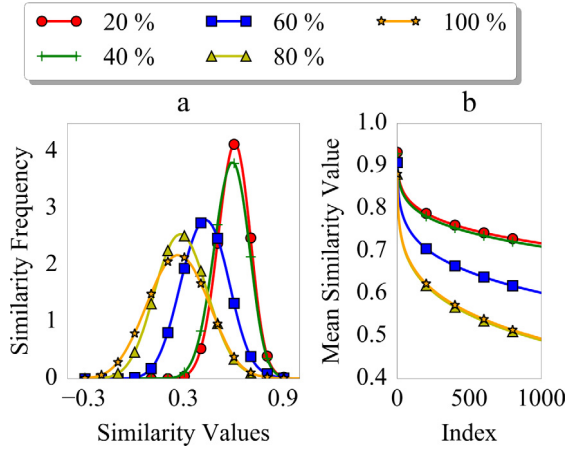 20 % 60 % 100 %
40 % 80 %
a
Similarity Frequency
4
3
2
1
0
−0.3 0.3 0.9
Similarity Values
b
Mean Similarity Value
1.0
0.9
0.8
0.7
0.6
0.5
0.4
0 500 1000
Index